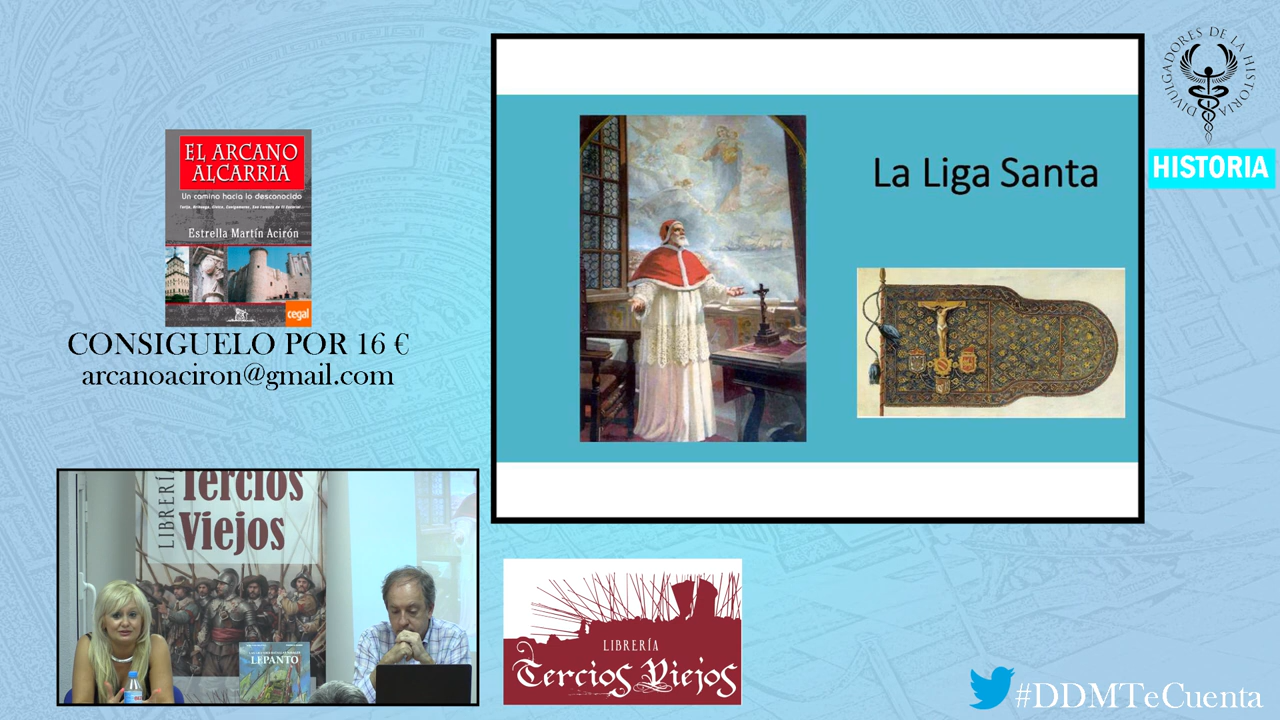 EL ARCANO
ALCARRIA
Un camino hacia lo desconocido
Estrella Martín Acirón
cegal
CONSIGUELO POR 16 €
arcanoaciron@gmail.com
La Liga Santa
DIVULGADORES DE LA HISTORIA
HISTORIA
LIBRERÍA
Tercios
Viejos
LEPANTO
LIBRERÍA
Tercios Viejos
#DDMTeCuenta